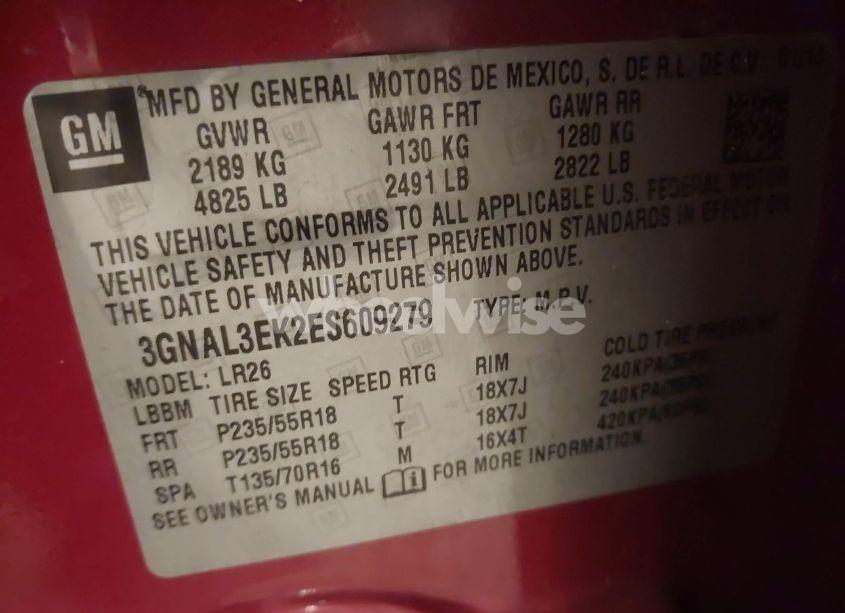 GM
MFD BY GENERAL MOTORS DE MEXICO, S. DE R.L. DE C.V.
GVWR GAWR FRT GAWR RR
2189 KG 1130 KG 1280 KG
4825 LB 2491 LB 2822 LB
THIS VEHICLE CONFORMS TO ALL APPLICABLE U.S. FEDERAL MOTOR
VEHICLE SAFETY AND THEFT PREVENTION STANDARDS IN EFFECT ON
THE DATE OF MANUFACTURE SHOWN ABOVE.
3GNAL3EK2ES609279 TYPE: M.P.V.
wheelwise
MODEL: LR26
LBBM TIRE SIZE SPEED RTG RIM COLD TIRE PRESSURE
FRT P235/55R18 T 18X7J 240KPA(35PSI)
RR P235/55R18 T 18X7J 240KPA(35PSI)
SPA T135/70R16 M 16X4T 420KPA(60PSI)
SEE OWNER'S MANUAL FOR MORE INFORMATION.